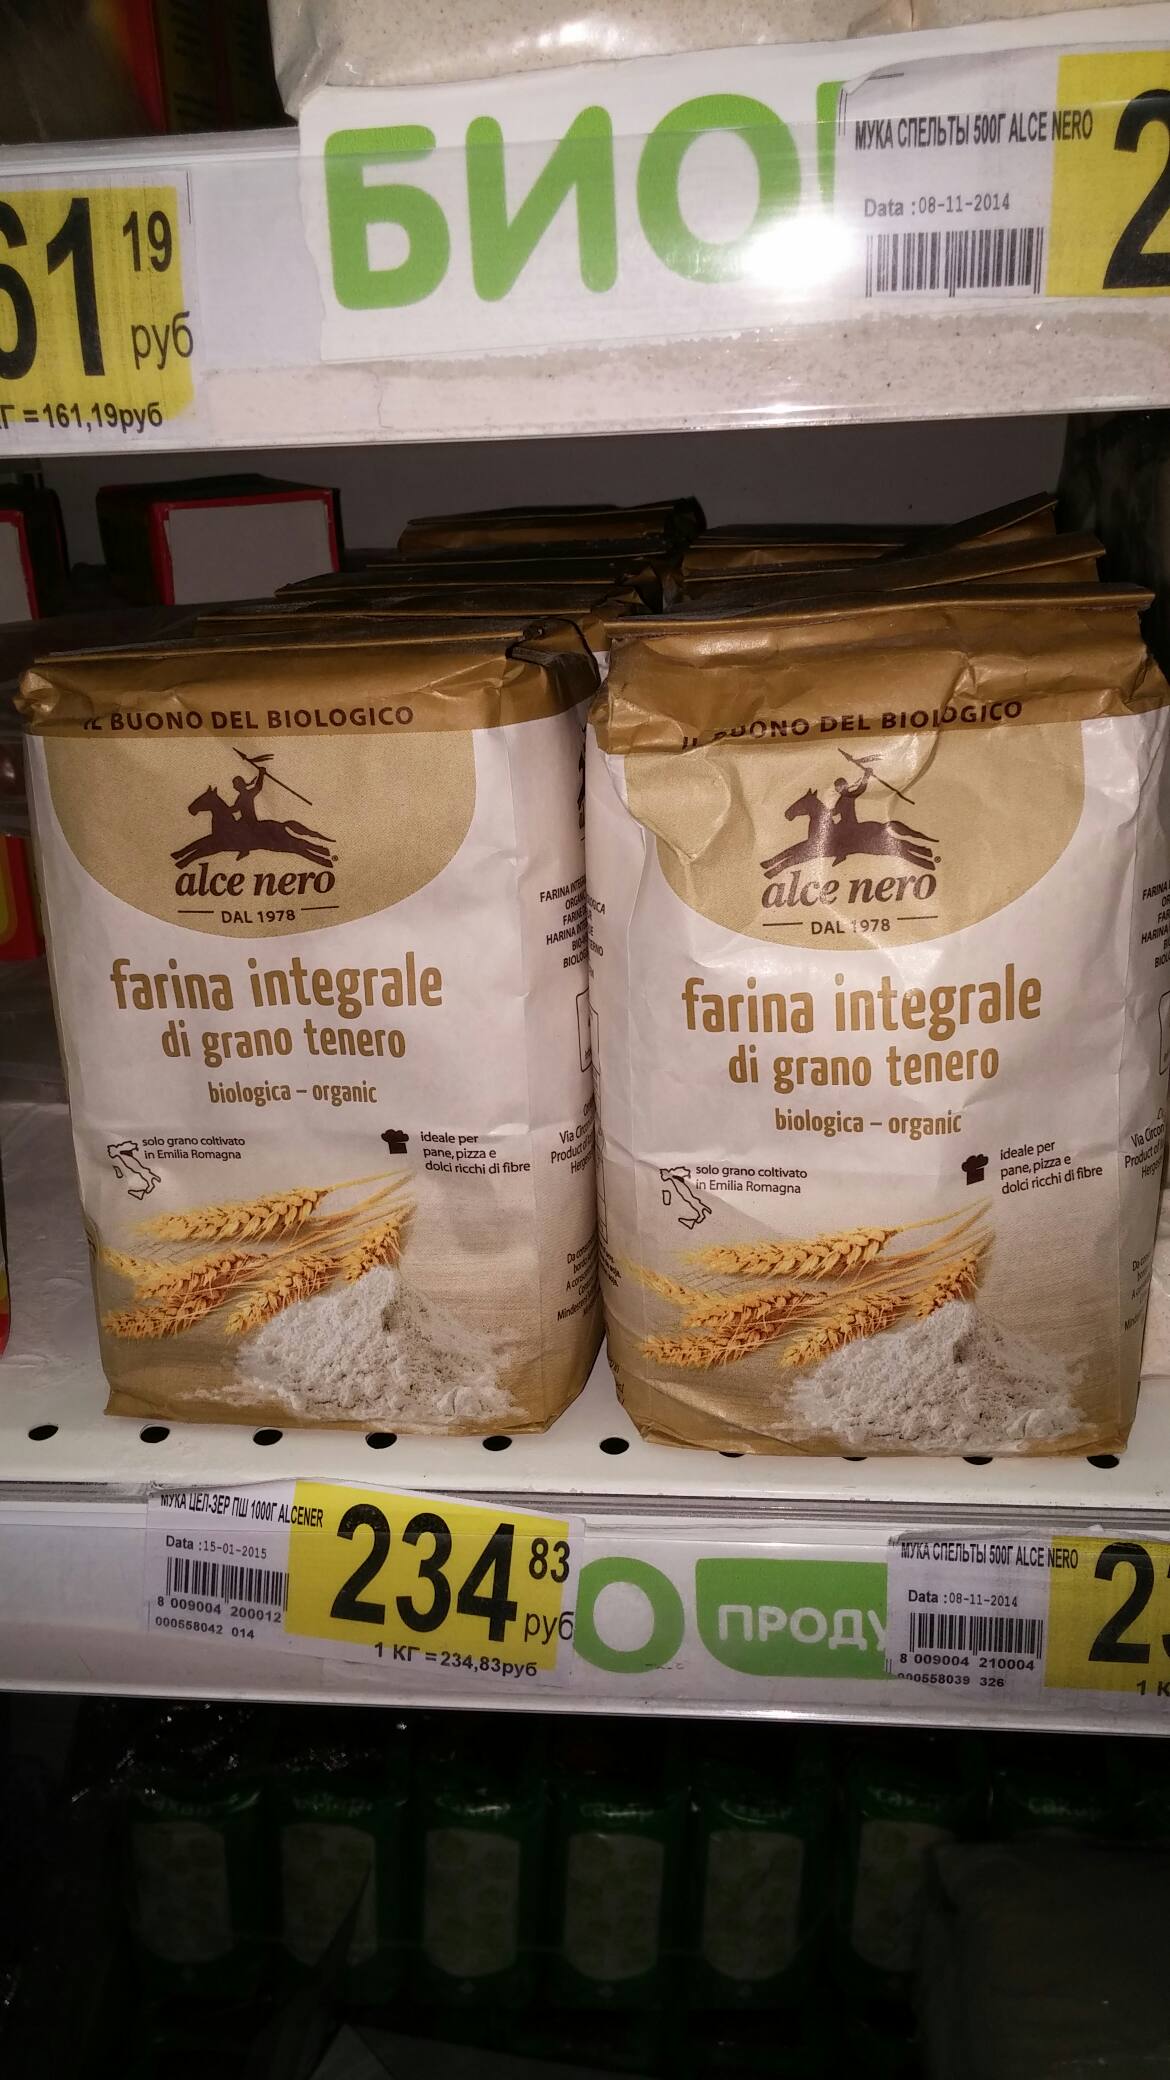 БИО
МУКА СПЕЛЬТЫ 500Г ALCE NERO
Data :08-11-2014
2
61 19
руб
Г =161,19руб
IL BUONO DEL BIOLOGICO
alce nero
DAL 1978
farina integrale
di grano tenero
biologica – organic
solo grano coltivato
in Emilia Romagna
ideale per
pane, pizza e
dolci ricchi di fibre
IL BUONO DEL BIOLOGICO
alce nero
DAL 1978
farina integrale
di grano tenero
biologica – organic
solo grano coltivato
in Emilia Romagna
ideale per
pane, pizza e
dolci ricchi di fibre
МУКА ЦЕЛ-ЗЕР ПШ 1000Г ALCENER
Data :15-01-2015
8 009004 200012
000558042 014
234 83
руб
1 КГ =234,83руб
О ПРОДУ
МУКА СПЕЛЬТЫ 500Г ALCE NERO
Data :08-11-2014
8 009004 210004
000558039 326
23
1 К